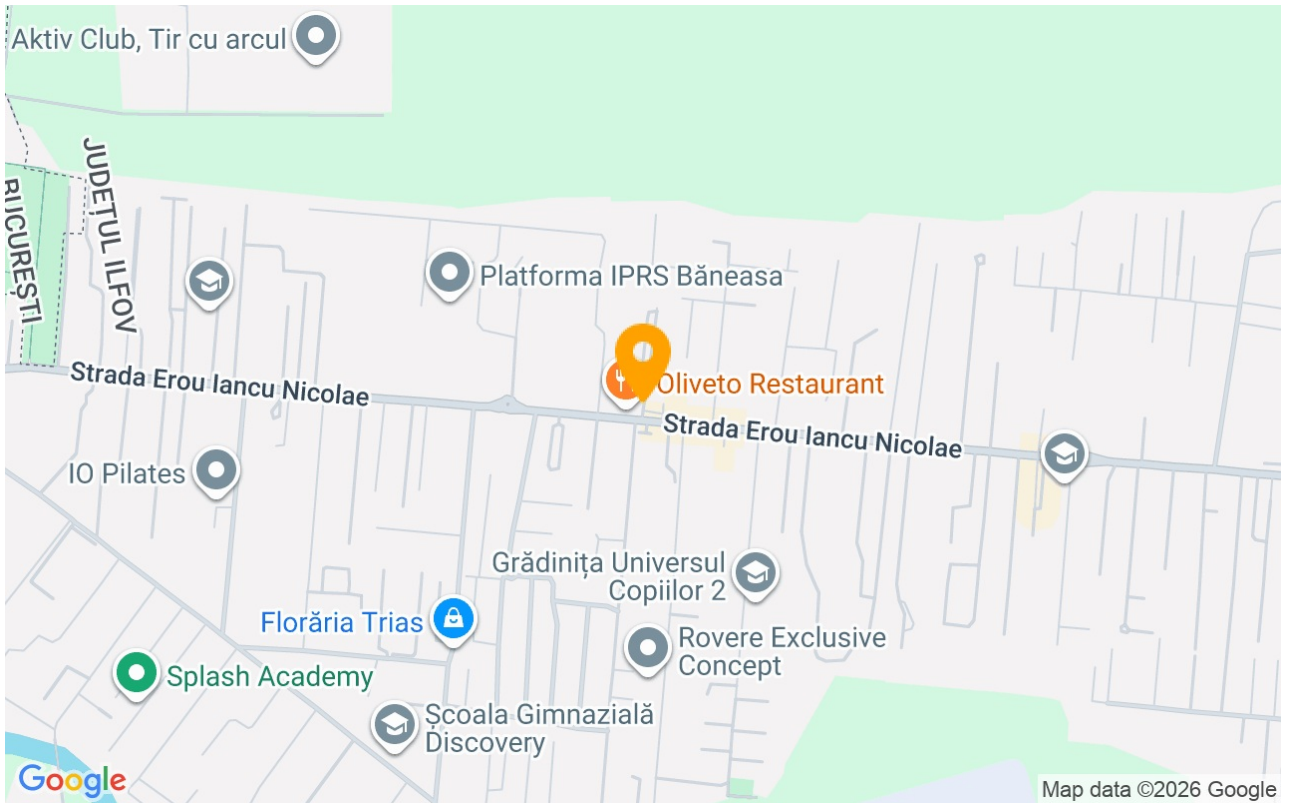 Aktiv Club, Tir cu arcul
JUDEȚUL ILFOV
BUCUREȘTI
Platforma IPRS Băneasa
Strada Erou Iancu Nicolae
Oliveto Restaurant
Strada Erou Iancu Nicolae
IO Pilates
Grădinița Universul
Copiilor 2
Florăria Trias
Rovere Exclusive
Concept
Splash Academy
Școala Gimnazială
Discovery
Google
Map data ©2026 Google